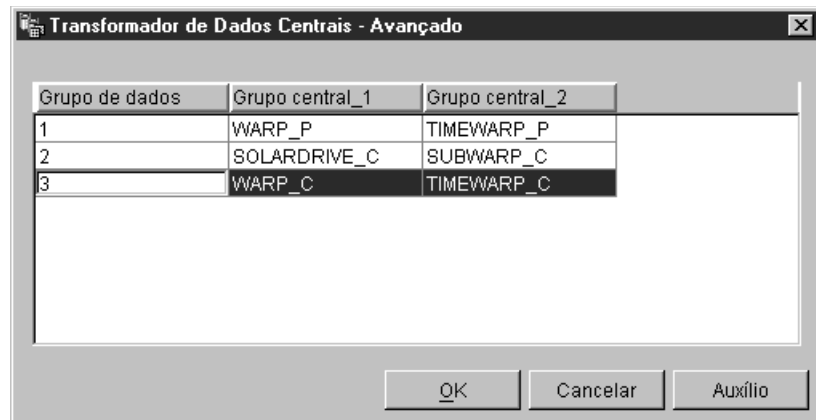 Transformador de Dados Centrais - Avançado
Grupo de dados Grupo central_1 Grupo central_2
1 WARP_P TIMEWARP_P
2 SOLARDRIVE_C SUBWARP_C
3 WARP_C TIMEWARP_C
OK Cancelar Auxílio